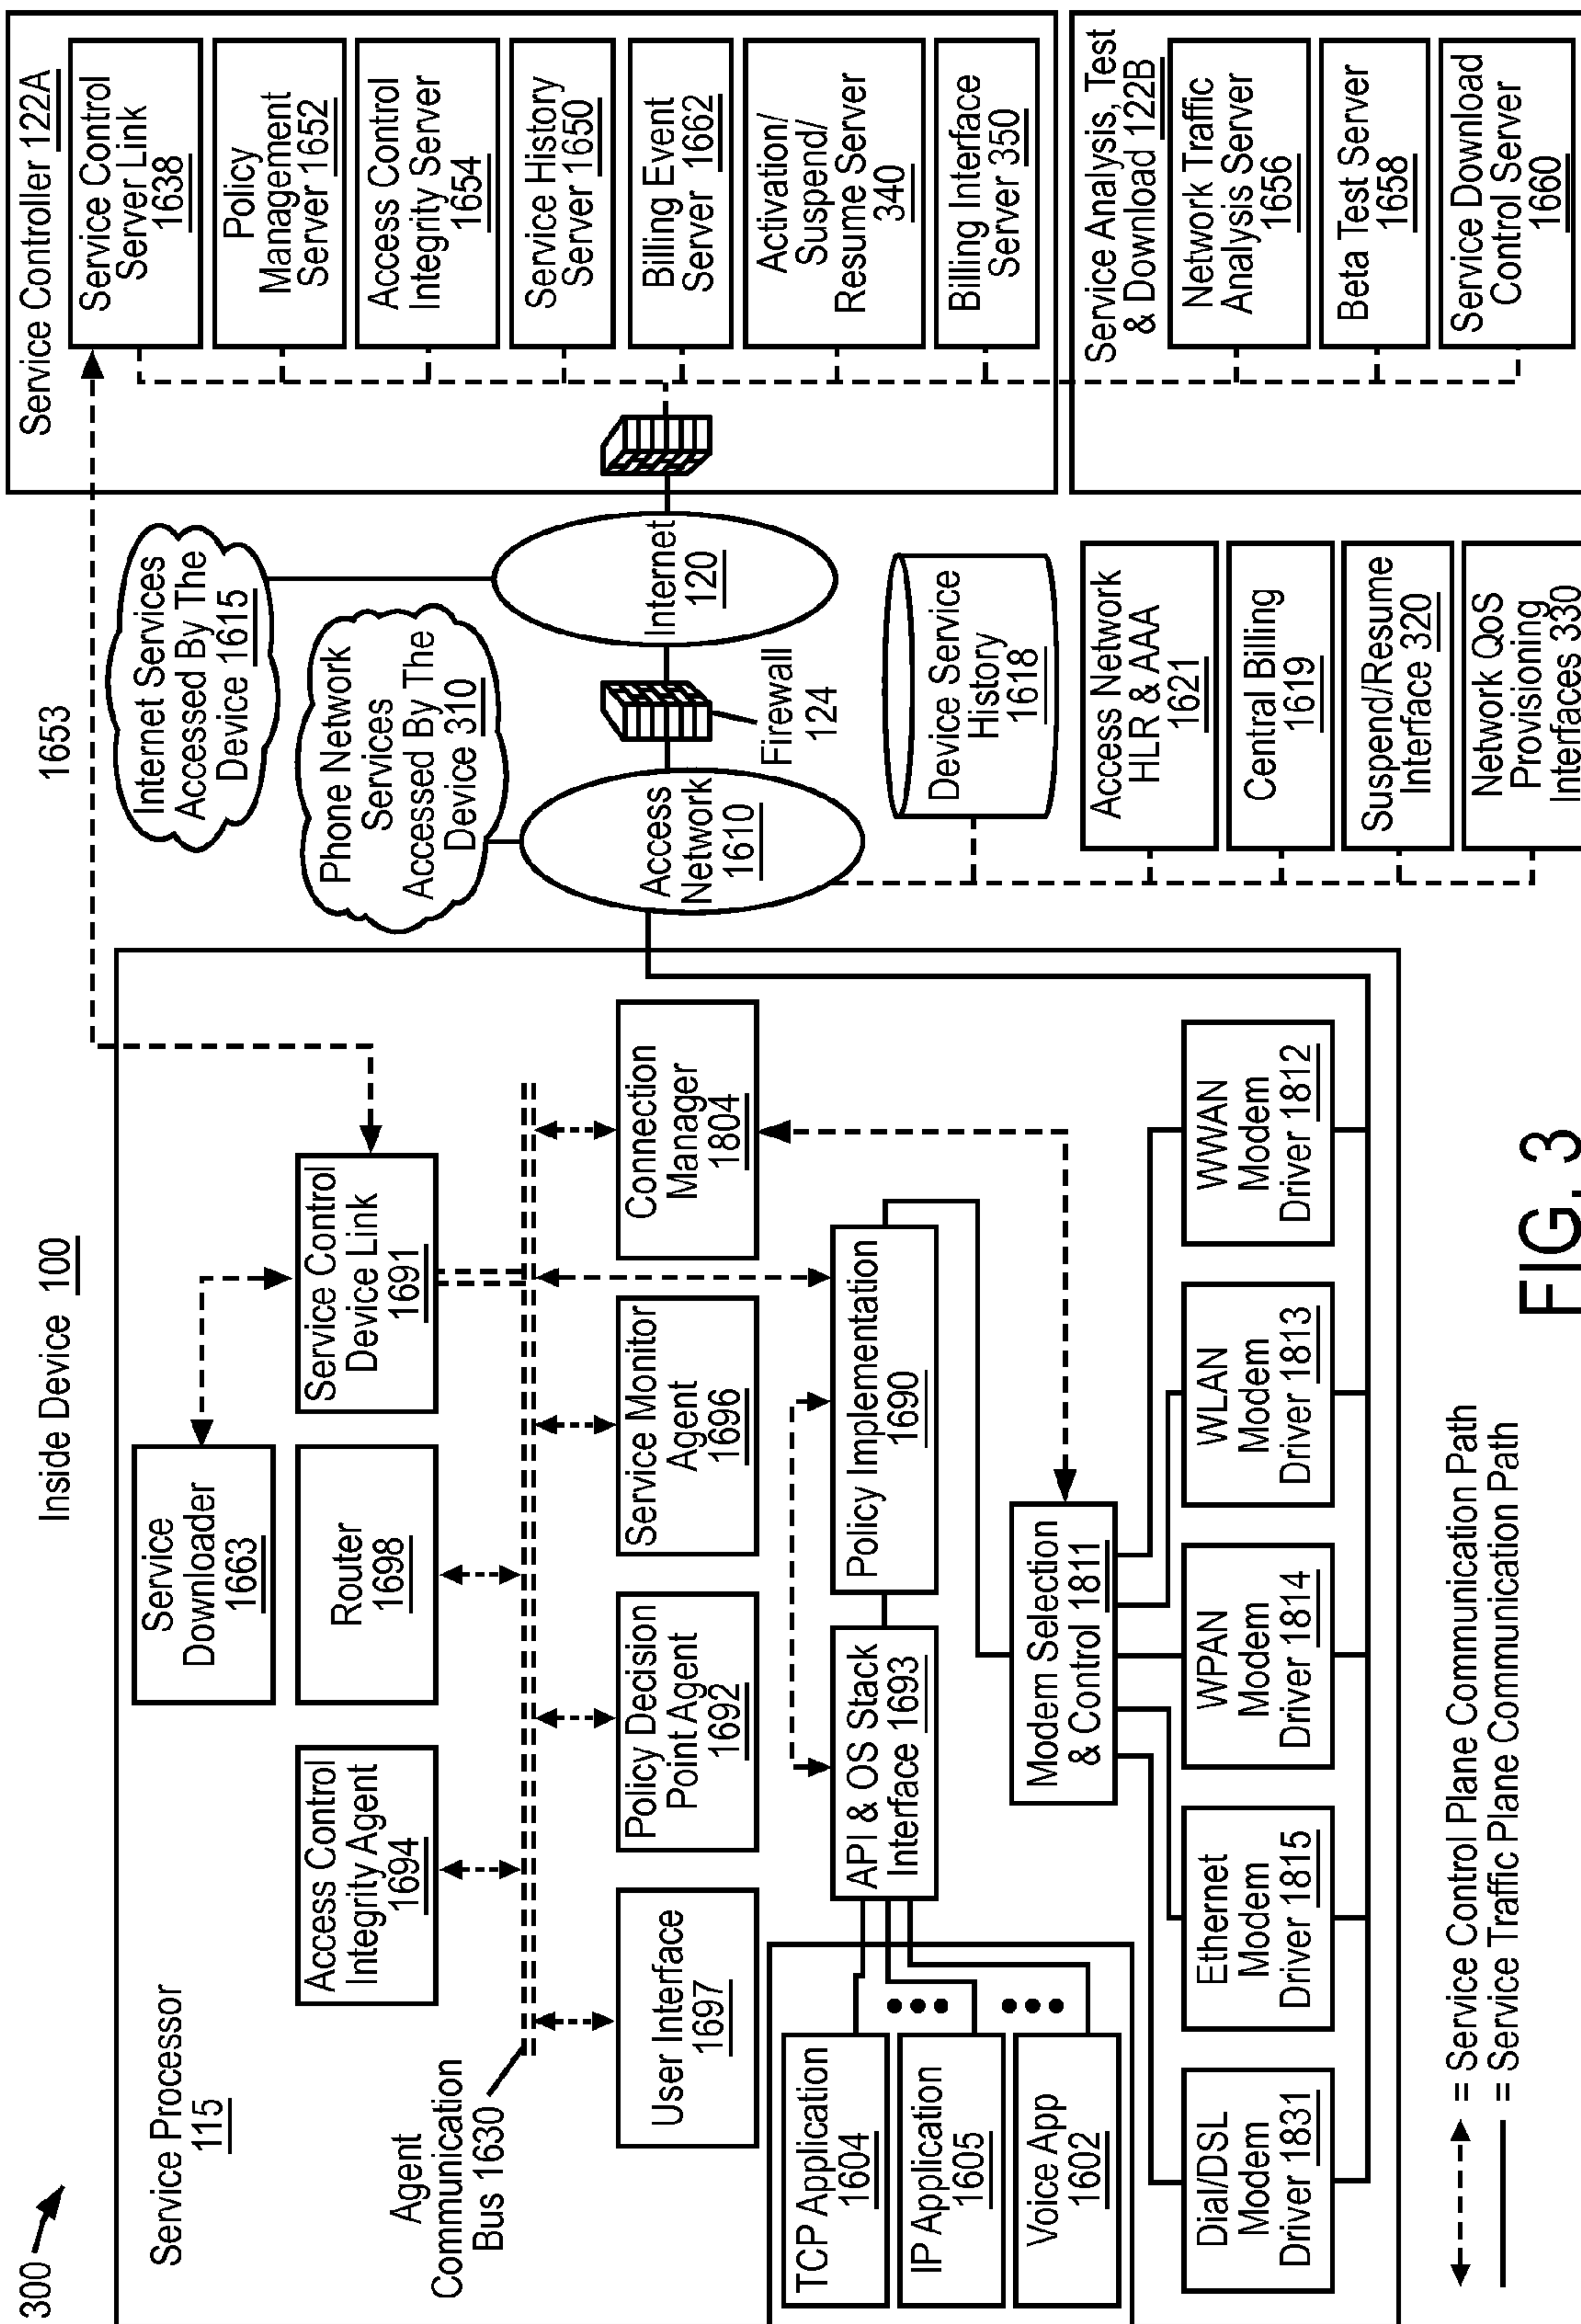 300
Inside Device 100
Service Processor
115
Service
Downloader
1663
Access Control
Integrity Agent
1694
Router
1698
Service Control
Device Link
1691
Agent
Communication
Bus 1630
User Interface
1697
Policy Decision
Point Agent
1692
Service Monitor
Agent
1696
Connection
Manager
1804
TCP Application
1604
IP Application
1605
Voice App
1602
API & OS Stack
Interface 1693
Policy Implementation
1690
Modem Selection
& Control 1811
Dial/DSL
Modem
Driver 1831
Ethernet
Modem
Driver 1815
WPAN
Modem
Driver 1814
WLAN
Modem
Driver 1813
WWAN
Modem
Driver 1812
= Service Control Plane Communication Path
= Service Traffic Plane Communication Path
FIG. 3
1653
Internet Services
Accessed By The
Device 1615
Phone Network
Services
Accessed By The
Device 310
Access
Network
1610
Firewall
124
Internet
120
Device Service
History
1618
Access Network
HLR & AAA
1621
Central Billing
1619
Suspend/Resume
Interface 320
Network QoS
Provisioning
Interfaces 330
Service Controller 122A
Service Control
Server Link
1638
Policy
Management
Server 1652
Access Control
Integrity Server
1654
Service History
Server 1650
Billing Event
Server 1662
Activation/
Suspend/
Resume Server
340
Billing Interface
Server 350
Service Analysis, Test
& Download 122B
Network Traffic
Analysis Server
1656
Beta Test Server
1658
Service Download
Control Server
1660